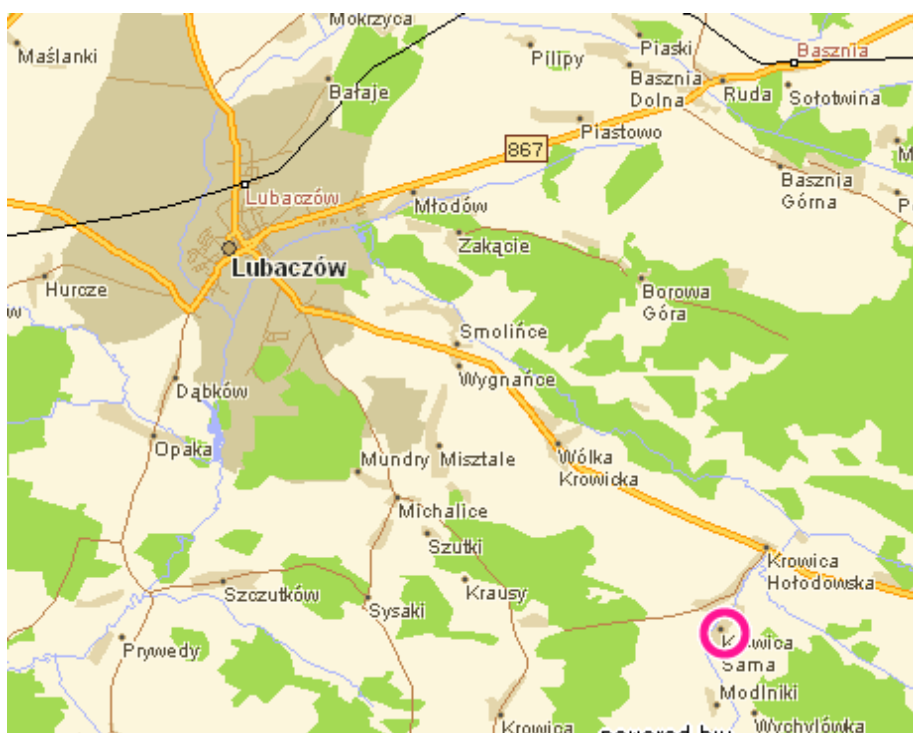 Mokrzyca
Maślanki
Piaski
Pilipy
Basznia
Bałaje
Basznia
Dolna
Ruda
Sołotwina
Piastowo
867
Basznia
Górna
Lubaczów
Młodów
Zakącie
Lubaczów
Hurcze
Borowa
Góra
Smolińce
Wygnańce
Dąbków
Opaka
Mundry
Misztale
Wólka
Krowicka
Michalice
Szutki
Krowica
Hołodowska
Szczutków
Krausy
Sysaki
Prywedy
Sama
Modlniki
Wychylówka
Krowica